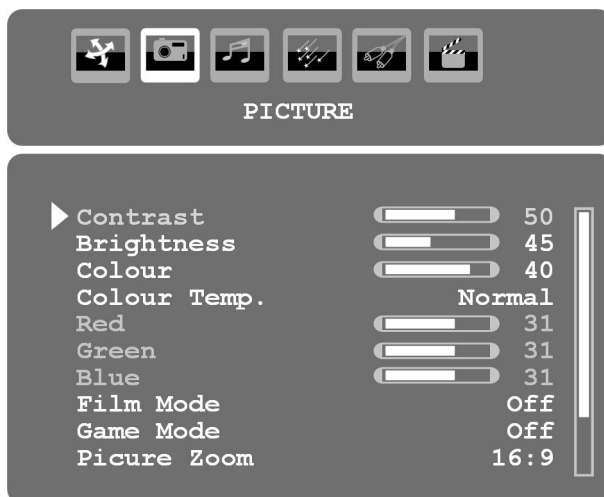 PICTURE
Contrast 50
Brightness 45
Colour 40
Colour Temp. Normal
Red 31
Green 31
Blue 31
Film Mode Off
Game Mode Off
Picure Zoom 16:9